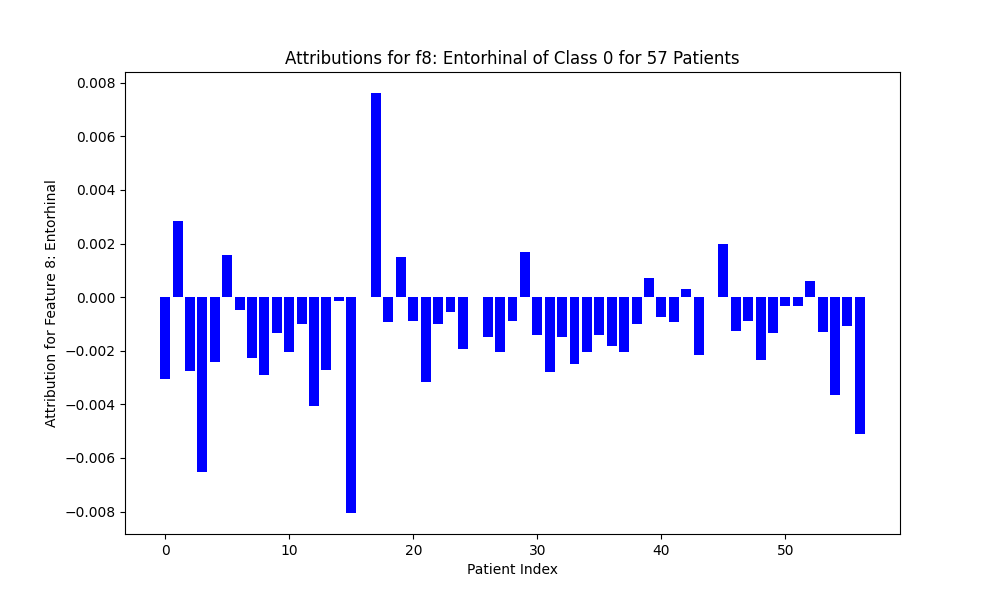 Attributions for f8: Entorhinal of Class 0 for 57 Patients
Attribution for Feature 8: Entorhinal
0.008
0.006
0.004
0.002
0.000
−0.002
−0.004
−0.006
−0.008
0 10 20 30 40 50
Patient Index